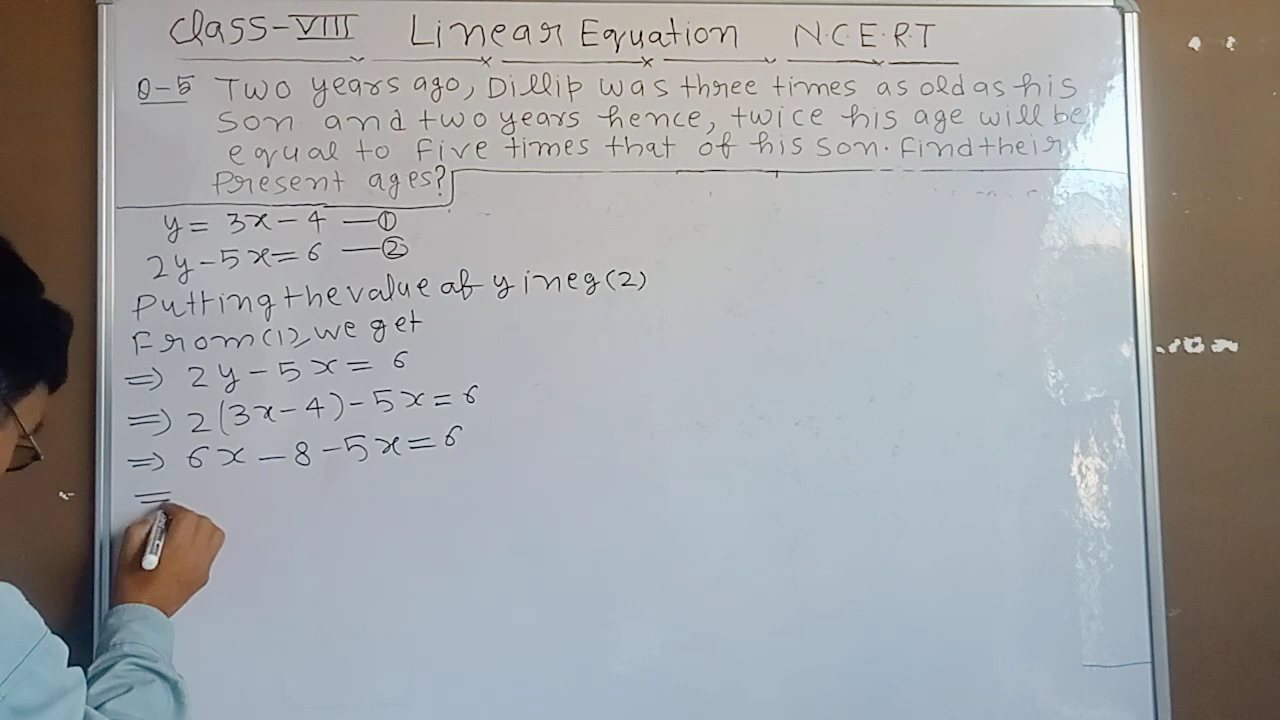 Class-VIII Linear Equation N.C.E.R.T
Q-5 Two years ago, Dillip was three times as old as his
son and two years hence, twice his age will be
equal to five times that of his son. Find their
Present ages?
y = 3x - 4 — ①
2y - 5x = 6 — ②
Putting the value of y in eq (2)
From (1), we get
⇒ 2y - 5x = 6
⇒ 2(3x - 4) - 5x = 6
⇒ 6x - 8 - 5x = 6
=